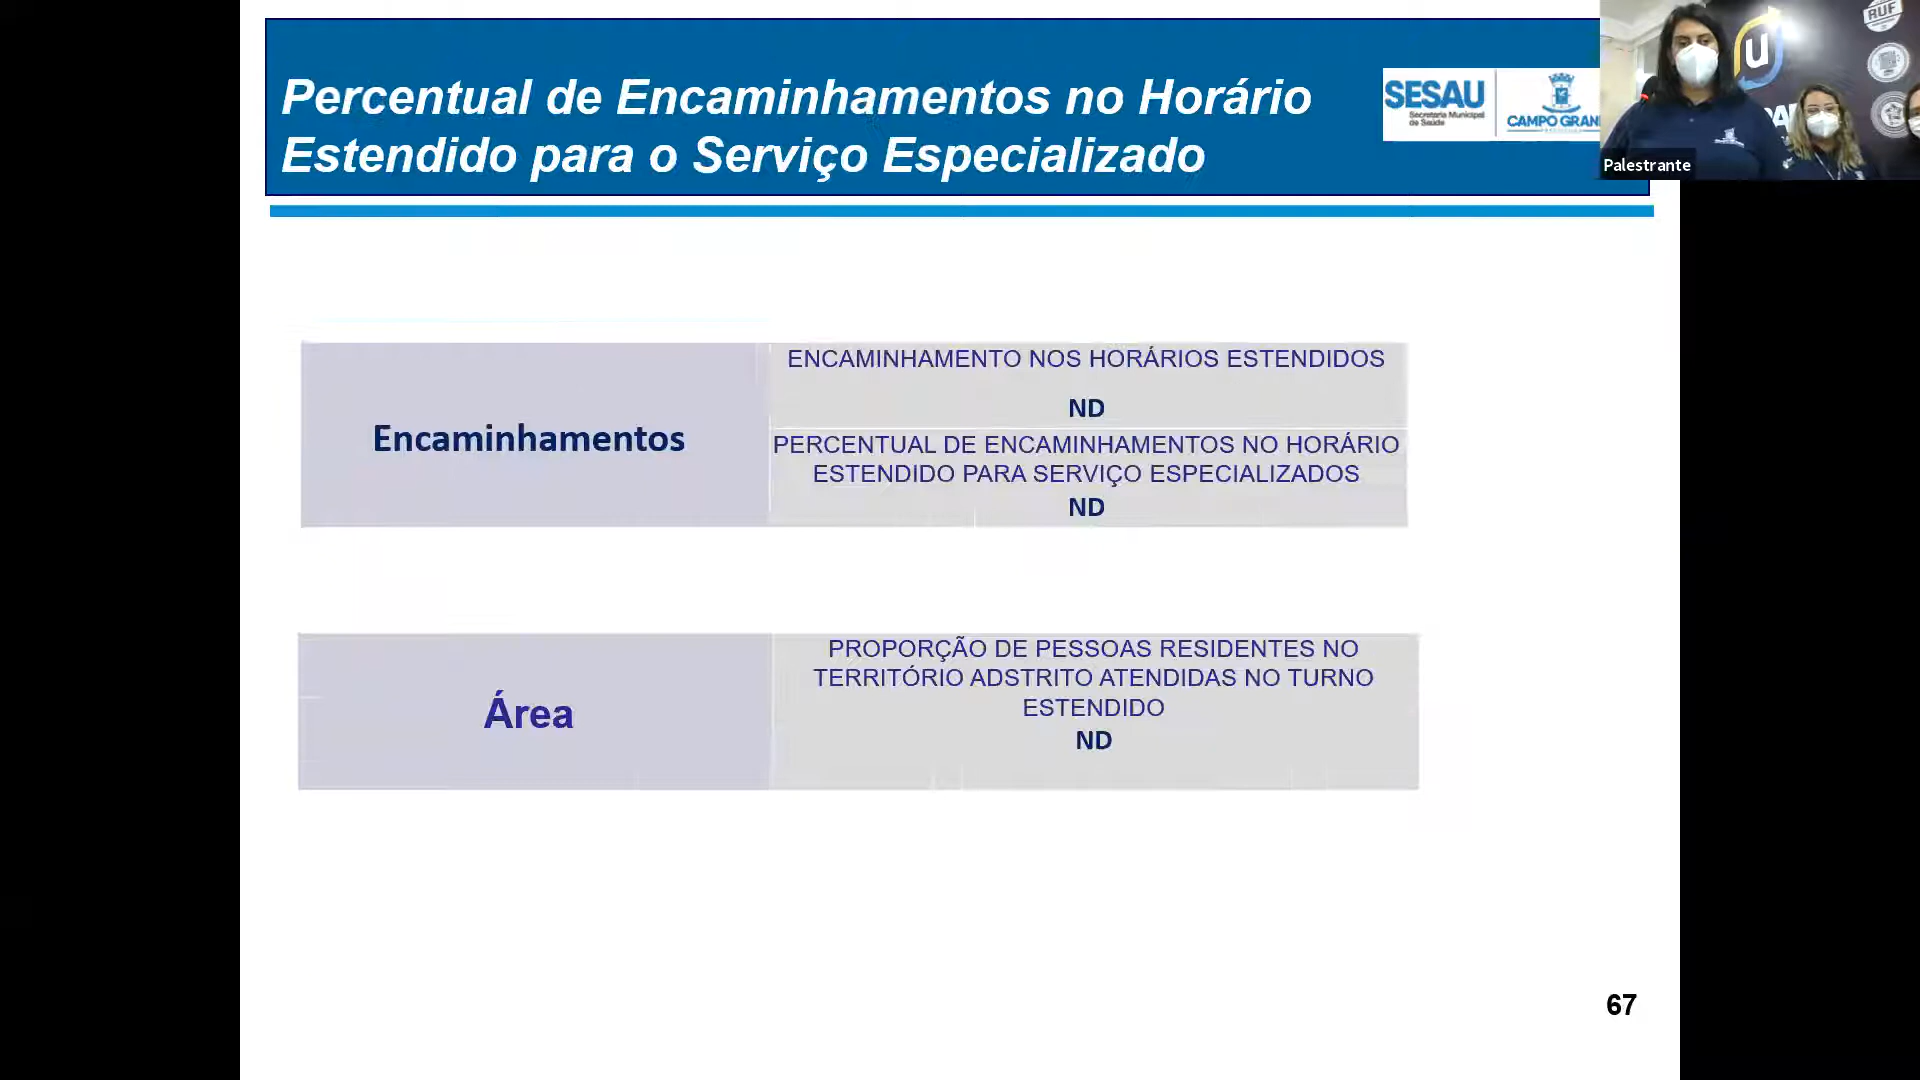 Percentual de Encaminhamentos no Horário
Estendido para o Serviço Especializado
SESAU
Secretaria Municipal
de Saúde
CAMPO GRAN
RUF
U
Palestrante
Encaminhamentos
ENCAMINHAMENTO NOS HORÁRIOS ESTENDIDOS
ND
PERCENTUAL DE ENCAMINHAMENTOS NO HORÁRIO
ESTENDIDO PARA SERVIÇO ESPECIALIZADOS
ND
Área
PROPORÇÃO DE PESSOAS RESIDENTES NO
TERRITÓRIO ADSTRITO ATENDIDAS NO TURNO
ESTENDIDO
ND
67